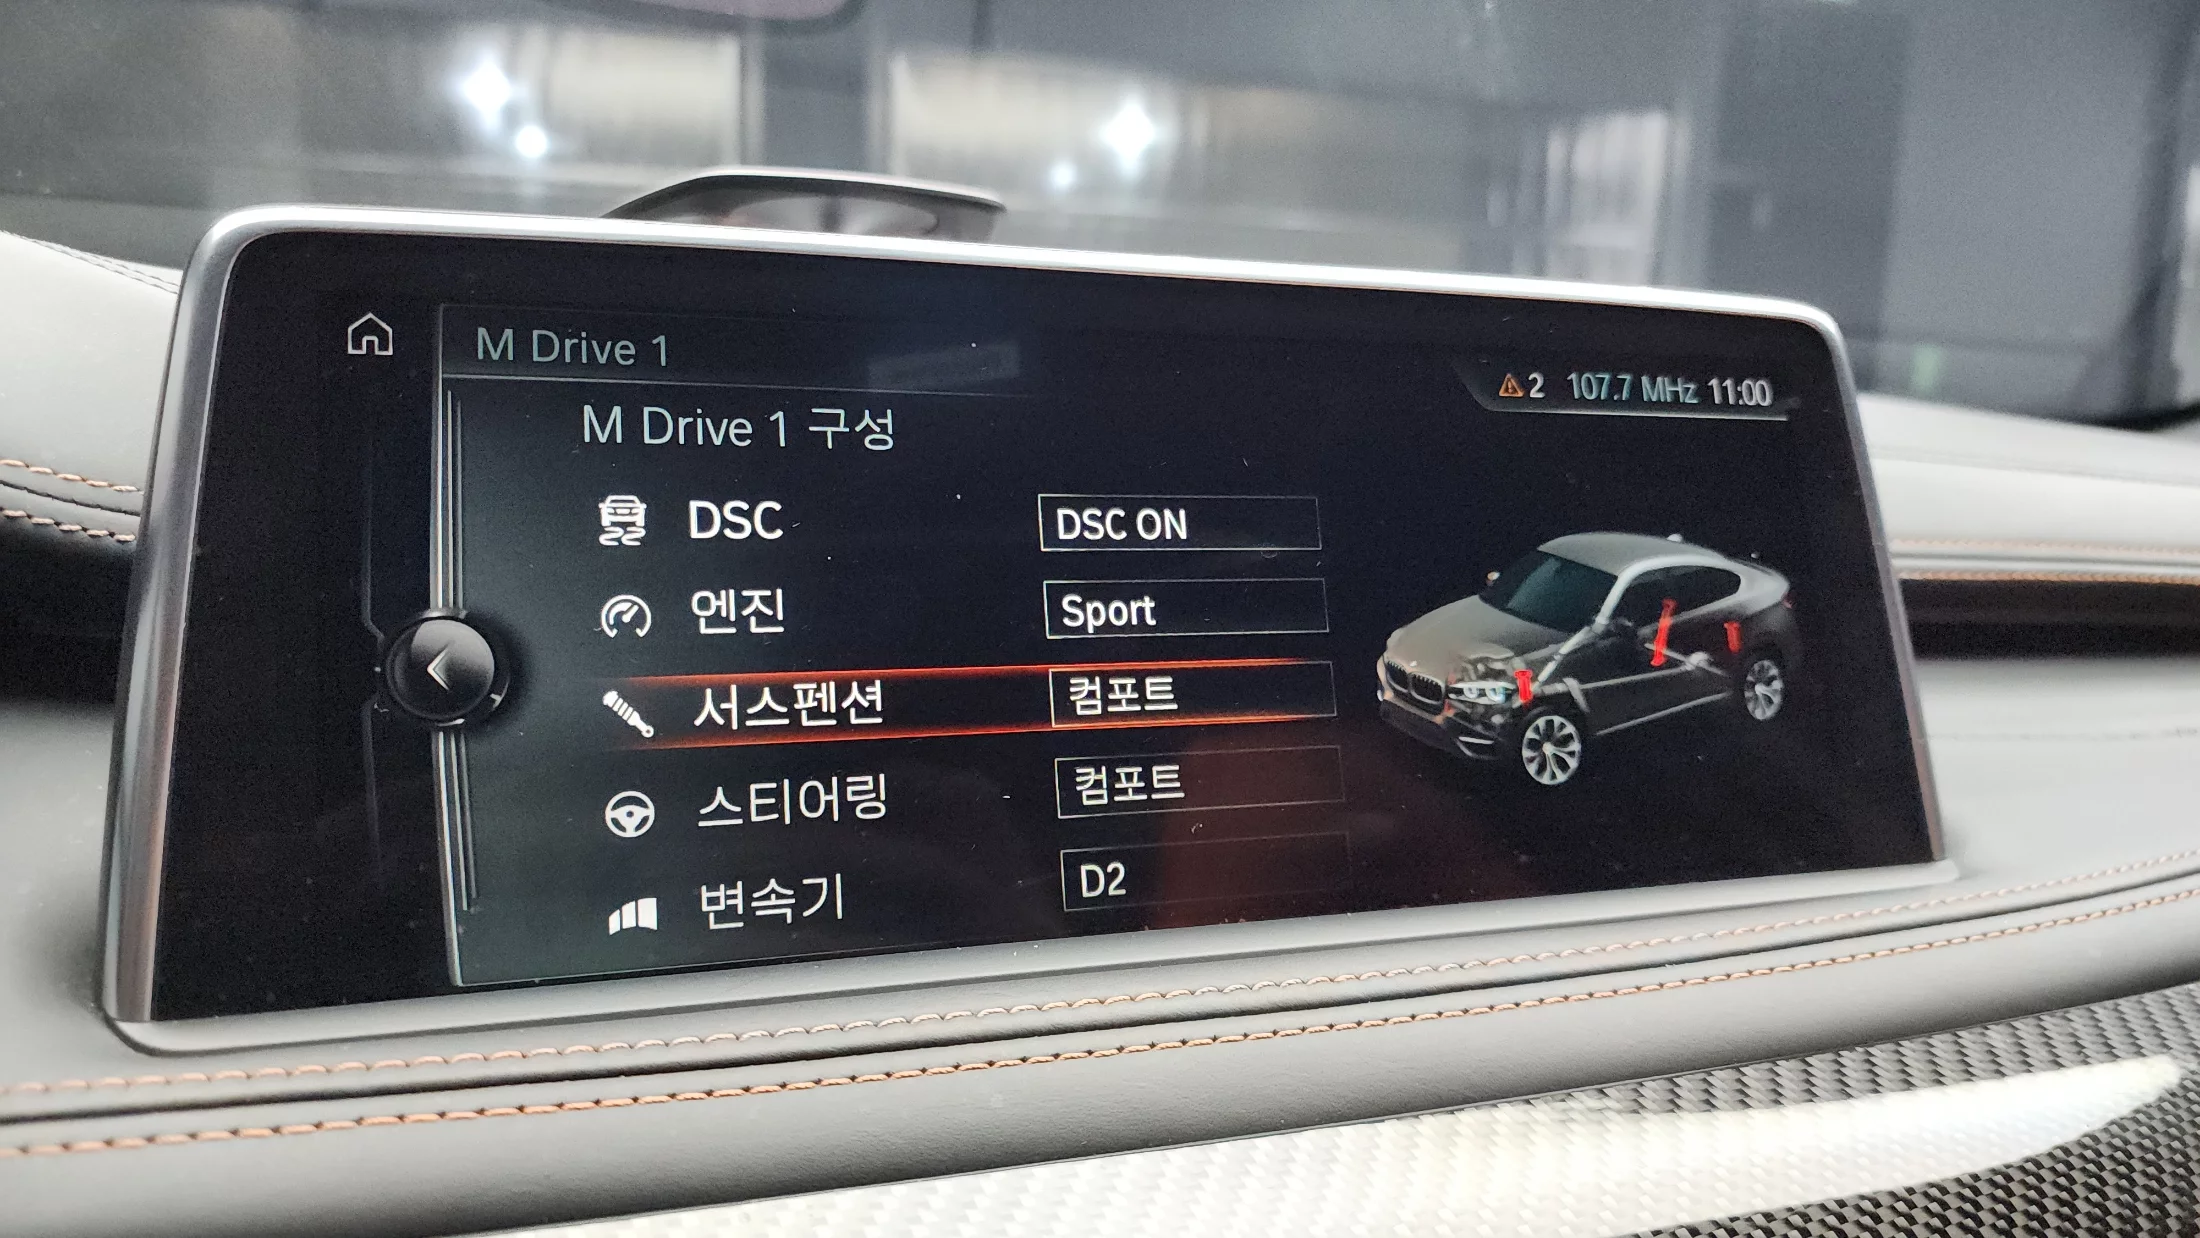 M Drive 1
2 107.7 MHz 11:00
M Drive 1 구성
DSC DSC ON
엔진 Sport
서스펜션 컴포트
스티어링 컴포트
변속기 D2